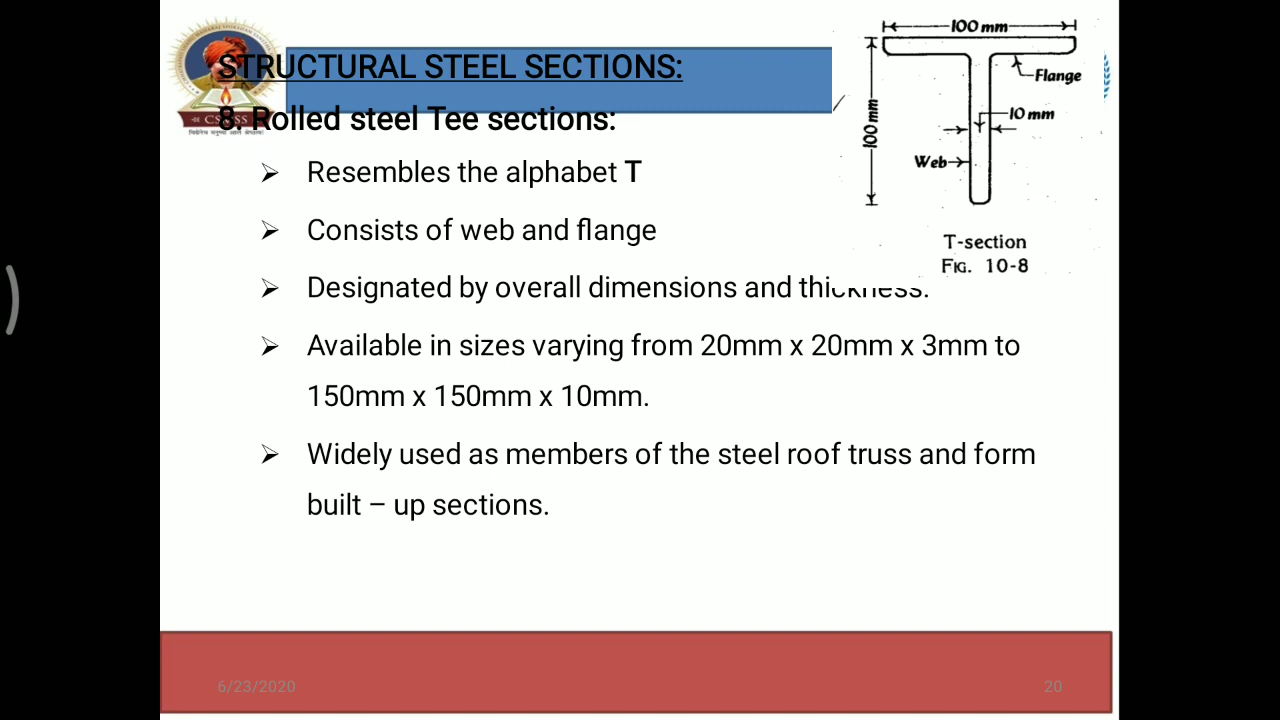 STRUCTURAL STEEL SECTIONS:
8. Rolled steel Tee sections:
➢ Resembles the alphabet T
➢ Consists of web and flange
➢ Designated by overall dimensions and thickness.
➢ Available in sizes varying from 20mm x 20mm x 3mm to
150mm x 150mm x 10mm.
➢ Widely used as members of the steel roof truss and form
built – up sections.
100 mm
Flange
100 mm
10 mm
Web
T-section
FIG. 10-8
CSMSS
6/23/2020
20